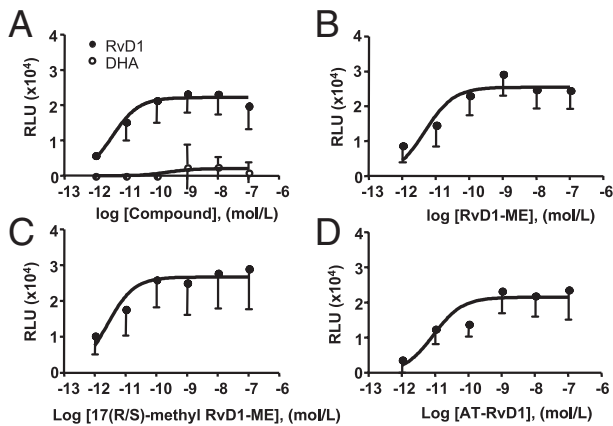 A
RvD1
DHA
RLU (x10⁴)
4
3
2
1
0
-13 -12 -11 -10 -9 -8 -7 -6
log [Compound], (mol/L)
B
RLU (x10⁴)
4
3
2
1
0
-13 -12 -11 -10 -9 -8 -7 -6
log [RvD1-ME], (mol/L)
C
RLU (x10⁴)
4
3
2
1
0
-13 -12 -11 -10 -9 -8 -7 -6
Log [17(R/S)-methyl RvD1-ME], (mol/L)
D
RLU (x10⁴)
4
3
2
1
0
-13 -12 -11 -10 -9 -8 -7 -6
Log [AT-RvD1], (mol/L)